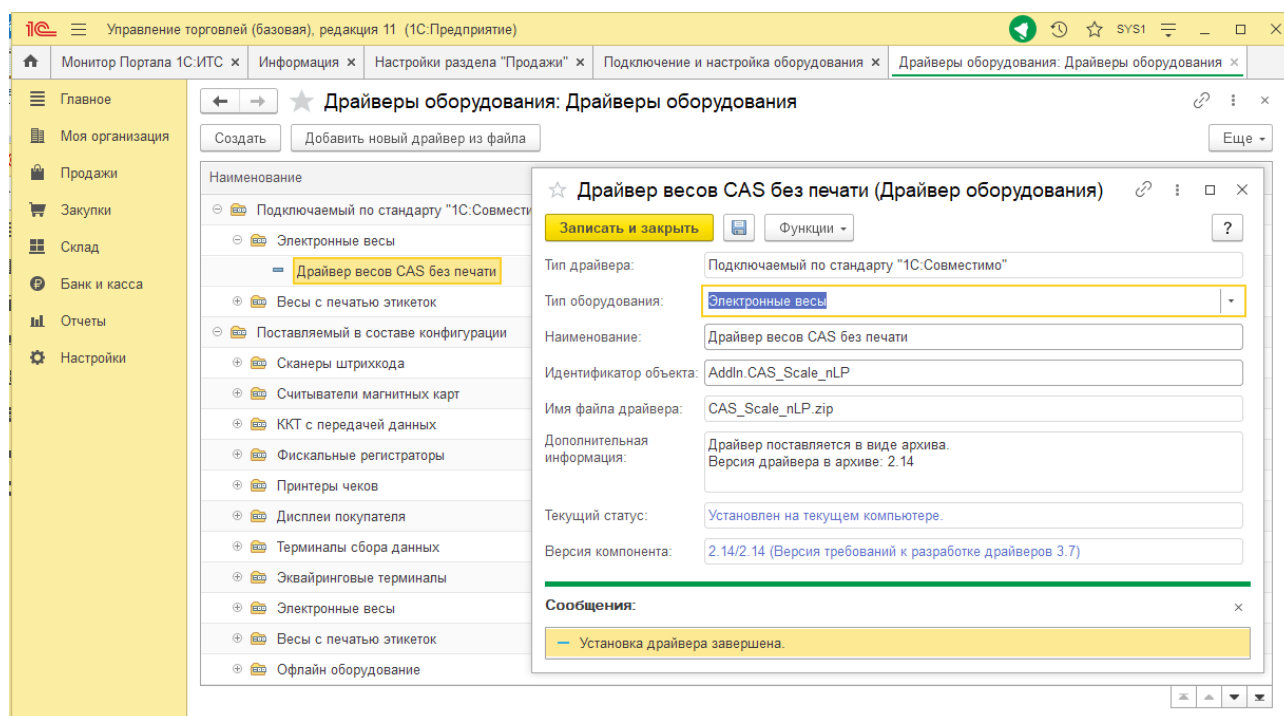 1С Управление торговлей (базовая), редакция 11 (1С:Предприятие) SYS1
Монитор Портала 1С:ИТС × Информация × Настройки раздела "Продажи" × Подключение и настройка оборудования × Драйверы оборудования: Драйверы оборудования ×
Главное
Моя организация
Продажи
Закупки
Склад
Банк и касса
Отчеты
Настройки
Драйверы оборудования: Драйверы оборудования
Создать Добавить новый драйвер из файла Еще
Наименование
Подключаемый по стандарту "1С:Совмести
Электронные весы
Драйвер весов CAS без печати
Весы с печатью этикеток
Поставляемый в составе конфигурации
Сканеры штрихкода
Считыватели магнитных карт
ККТ с передачей данных
Фискальные регистраторы
Принтеры чеков
Дисплеи покупателя
Терминалы сбора данных
Эквайринговые терминалы
Электронные весы
Весы с печатью этикеток
Офлайн оборудование
Драйвер весов CAS без печати (Драйвер оборудования)
Записать и закрыть Функции ?
Тип драйвера: Подключаемый по стандарту "1С:Совместимо"
Тип оборудования: Электронные весы
Наименование: Драйвер весов CAS без печати
Идентификатор объекта: AddIn.CAS_Scale_nLP
Имя файла драйвера: CAS_Scale_nLP.zip
Дополнительная
информация:
Драйвер поставляется в виде архива.
Версия драйвера в архиве: 2.14
Текущий статус: Установлен на текущем компьютере.
Версия компонента: 2.14/2.14 (Версия требований к разработке драйверов 3.7)
Сообщения:
Установка драйвера завершена.